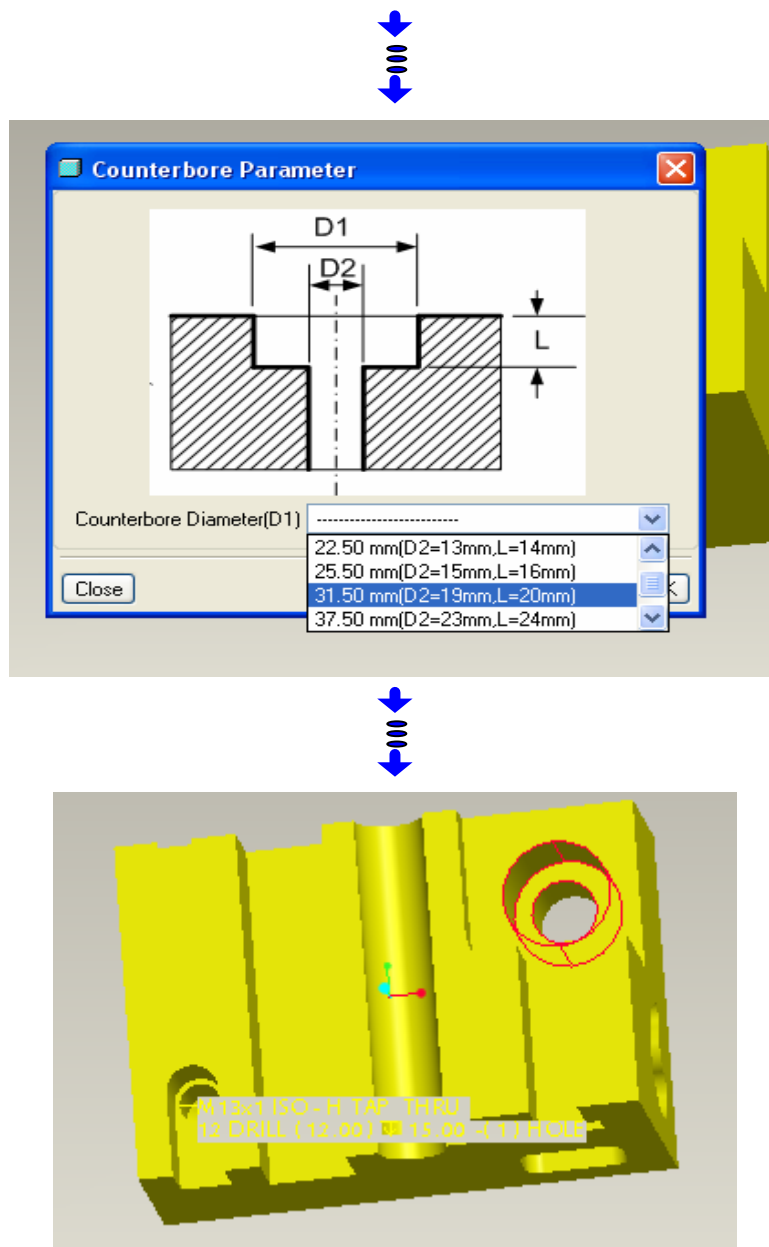 Counterbore Parameter
D1
D2
L
Counterbore Diameter(D1) --------------------------
22.50 mm(D2=13mm,L=14mm)
25.50 mm(D2=15mm,L=16mm)
31.50 mm(D2=19mm,L=20mm)
37.50 mm(D2=23mm,L=24mm)
Close
M13x1 ISO - H TAP THRU
12 DRILL ( 12.00 ) 15.00 -( 1 ) HOLE